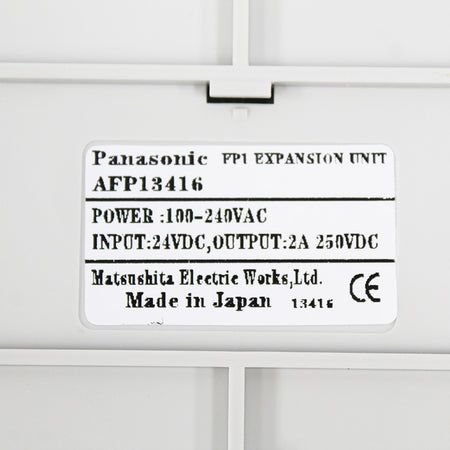 Panasonic FP1 EXPANSION UNIT
AFP13416
POWER :100-240VAC
INPUT:24VDC,OUTPUT:2A 250VDC
Matsushita Electric Works,Ltd.
Made in Japan 13416 CE